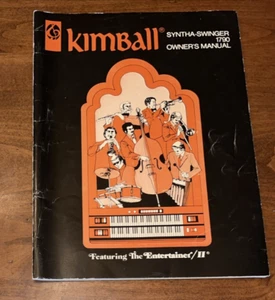 KIMBALL®
SYNTHA-SWINGER
1790
OWNER'S MANUAL
"Featuring The Entertainer/II"